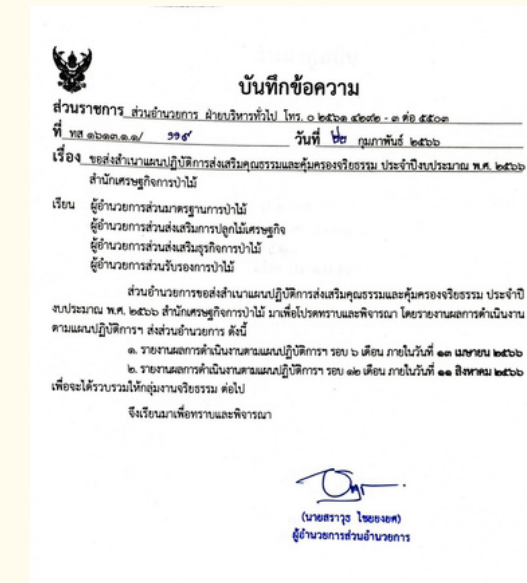 บันทึกข้อความ
ส่วนราชการ ส่วนอำนวยการ ฝ่ายบริหารทั่วไป โทร. ๐ ๒๕๖๑ ๔๒๙๒ - ๓ ต่อ ๕๕๐๓
ที่ ทส ๑๖๑๓.๑.๑/ ๖๖ วันที่ กุมภาพันธ์ ๒๕๖๖
เรื่อง ขอส่งสำเนาแผนปฏิบัติการส่งเสริมคุณธรรมและคุ้มครองจริยธรรม ประจำปีงบประมาณ พ.ศ. ๒๕๖๖
สำนักเศรษฐกิจการป่าไม้
เรียน ผู้อำนวยการส่วนมาตรฐานการป่าไม้
ผู้อำนวยการส่วนส่งเสริมการปลูกไม้เศรษฐกิจ
ผู้อำนวยการส่วนส่งเสริมธุรกิจการป่าไม้
ผู้อำนวยการส่วนรับรองการป่าไม้
ส่วนอำนวยการขอส่งสำเนาแผนปฏิบัติการส่งเสริมคุณธรรมและคุ้มครองจริยธรรม ประจำปี
งบประมาณ พ.ศ. ๒๕๖๖ สำนักเศรษฐกิจการป่าไม้ มาเพื่อโปรดทราบและพิจารณา โดยรายงานผลการดำเนินงาน
ตามแผนปฏิบัติการฯ ส่งส่วนอำนวยการ ดังนี้
๑. รายงานผลการดำเนินงานตามแผนปฏิบัติการฯ รอบ ๖ เดือน ภายในวันที่ ๑๓ เมษายน ๒๕๖๖
๒. รายงานผลการดำเนินงานตามแผนปฏิบัติการฯ รอบ ๑๒ เดือน ภายในวันที่ ๑๑ สิงหาคม ๒๕๖๖
เพื่อจะได้รวบรวมให้กลุ่มงานจริยธรรม ต่อไป
จึงเรียนมาเพื่อทราบและพิจารณา
(นายสราวุธ ไชยยงยศ)
ผู้อำนวยการส่วนอำนวยการ